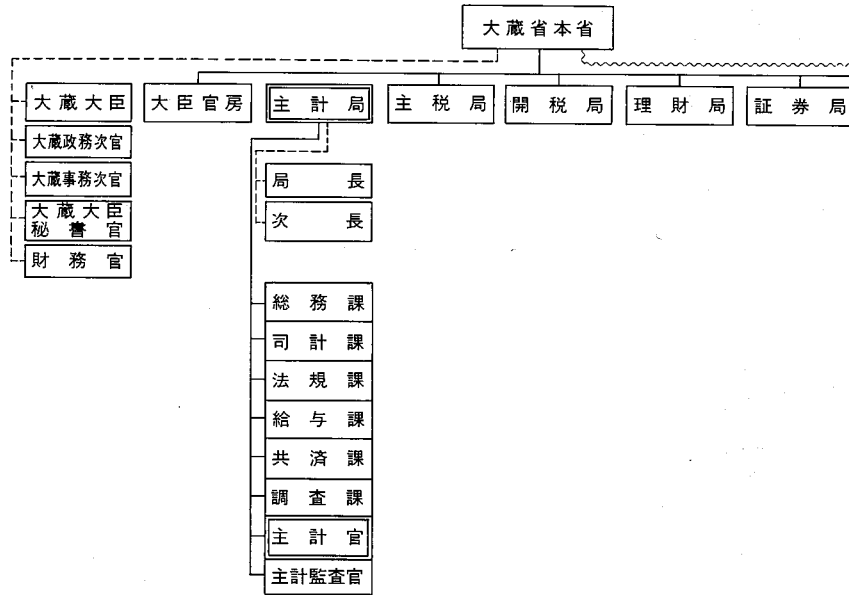 大蔵省本省
大蔵大臣
大臣官房
主計局
主税局
開税局
理財局
証券局
大蔵政務次官
大蔵事務次官
大蔵大臣
秘書官
財務官
局長
次長
総務課
司計課
法規課
給与課
共済課
調査課
主計官
主計監査官